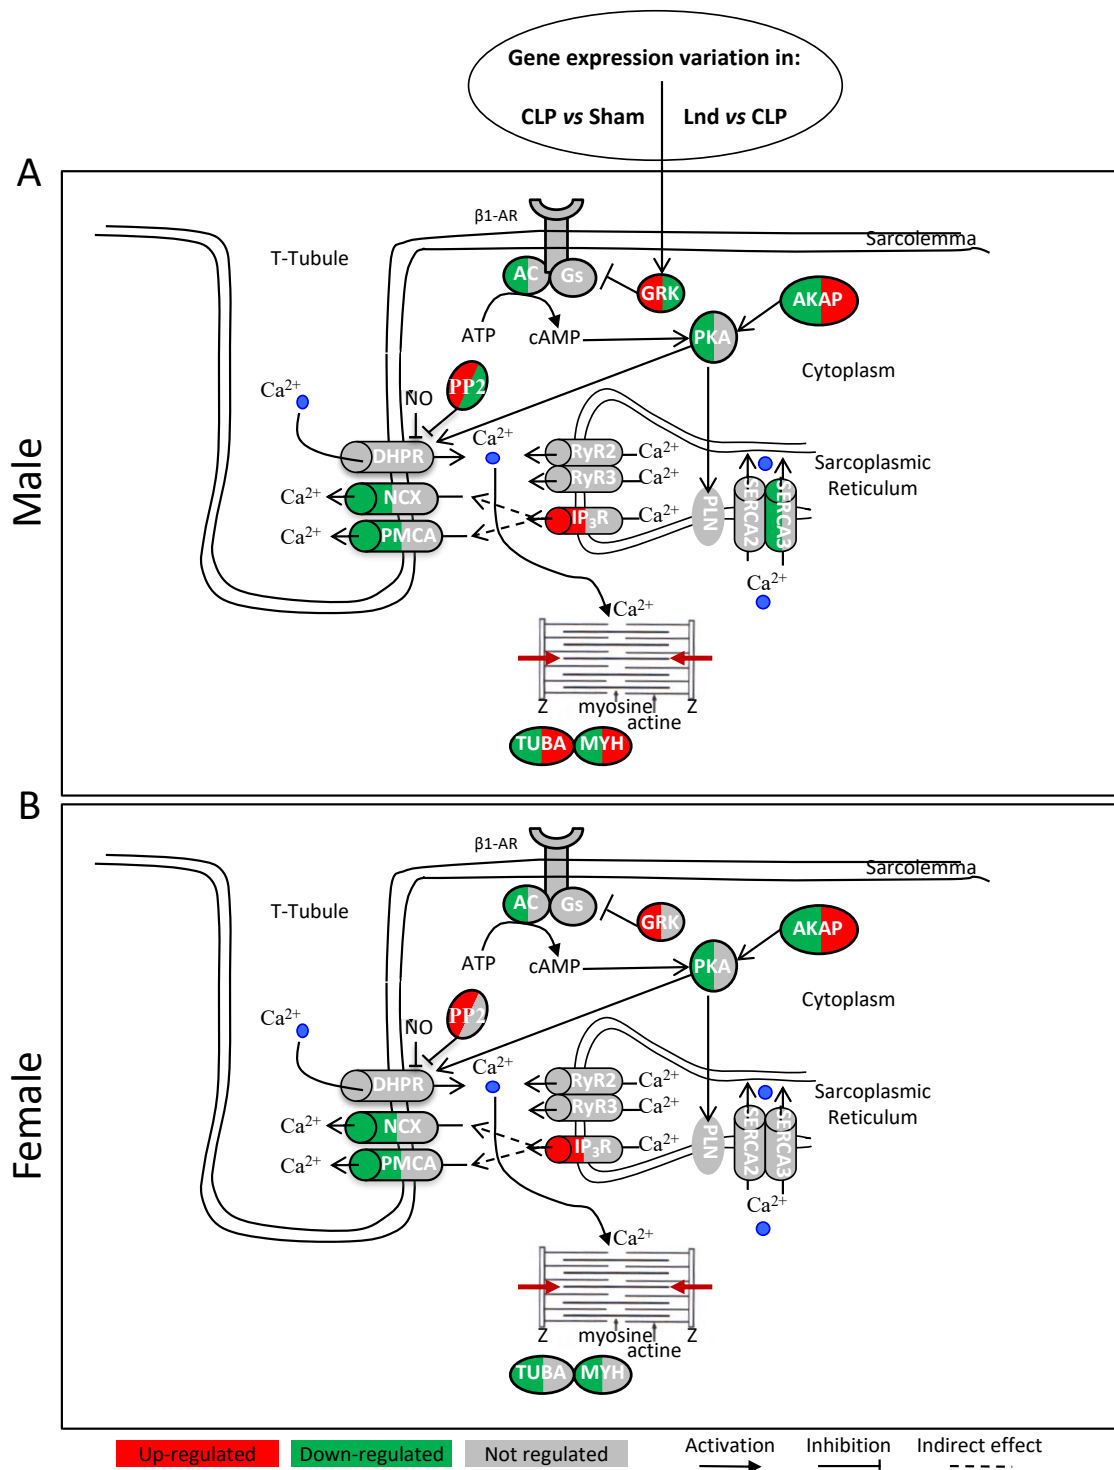 Gene expression variation in:
CLP vs Sham
Lnd vs CLP
A
Male
β1-AR
Sarcolemma
T-Tubule
AC
Gs
GRK
AKAP
ATP
cAMP
PKA
Cytoplasm
PP2
Ca2+
NO
Ca2+
DHPR
RyR2
Ca2+
RyR3
Ca2+
Sarcoplasmic
Reticulum
Ca2+
NCX
IP3R
Ca2+
PLN
SERCA2
SERCA3
Ca2+
PMCA
Ca2+
Ca2+
Z
myosine
Z
actine
TUBA
MYH
B
Female
β1-AR
Sarcolemma
T-Tubule
AC
Gs
GRK
AKAP
ATP
cAMP
PKA
Cytoplasm
PP2
Ca2+
NO
Ca2+
DHPR
RyR2
Ca2+
RyR3
Ca2+
Sarcoplasmic
Reticulum
Ca2+
NCX
IP3R
Ca2+
PLN
SERCA2
SERCA3
Ca2+
PMCA
Ca2+
Ca2+
Z
myosine
Z
actine
TUBA
MYH
Up-regulated
Down-regulated
Not regulated
Activation
Inhibition
Indirect effect